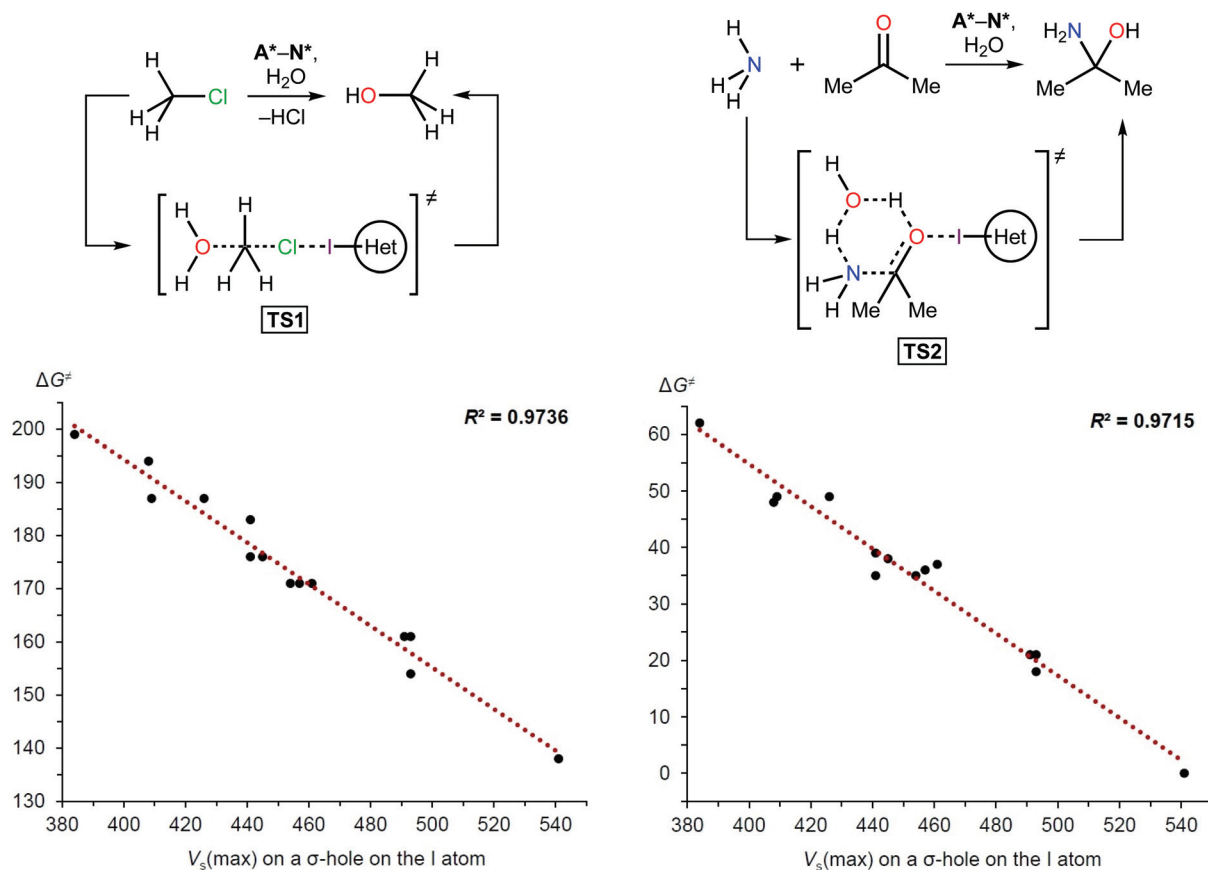 H
Cl
H
H
A*–N*,
H₂O
–HCl
H
HO
H
H
H
O
H
H
H
H
Cl
I
Het
≠
TS1
H
N
H
H
+
O
Me
Me
A*–N*,
H₂O
H₂N
OH
Me
Me
H
O
H
H
O
I
Het
H
N
H
Me
Me
≠
TS2
ΔG≠
R² = 0.9736
200
190
180
170
160
150
140
130
380 400 420 440 460 480 500 520 540
Vₛ(max) on a σ-hole on the I atom
ΔG≠
R² = 0.9715
60
50
40
30
20
10
0
380 400 420 440 460 480 500 520 540
Vₛ(max) on a σ-hole on the I atom